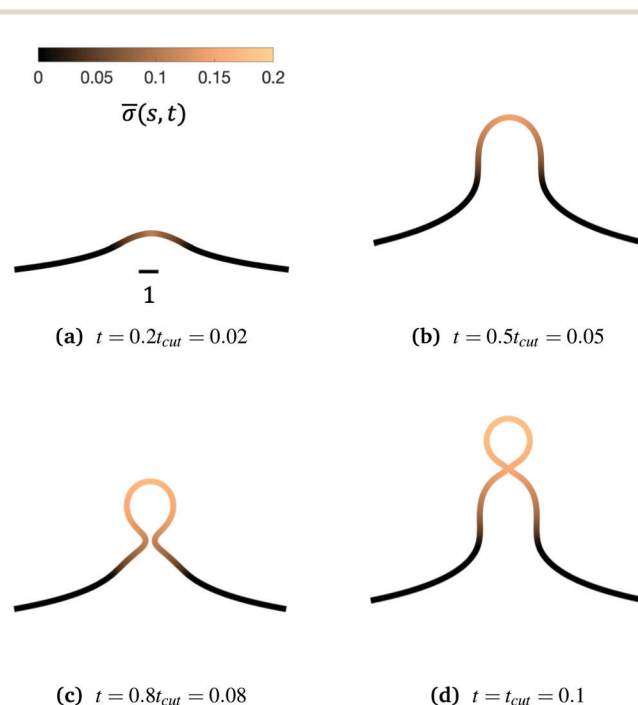 0 0.05 0.1 0.15 0.2
σ̅(s,t)
1
(a) t = 0.2t_cut = 0.02
(b) t = 0.5t_cut = 0.05
(c) t = 0.8t_cut = 0.08
(d) t = t_cut = 0.1